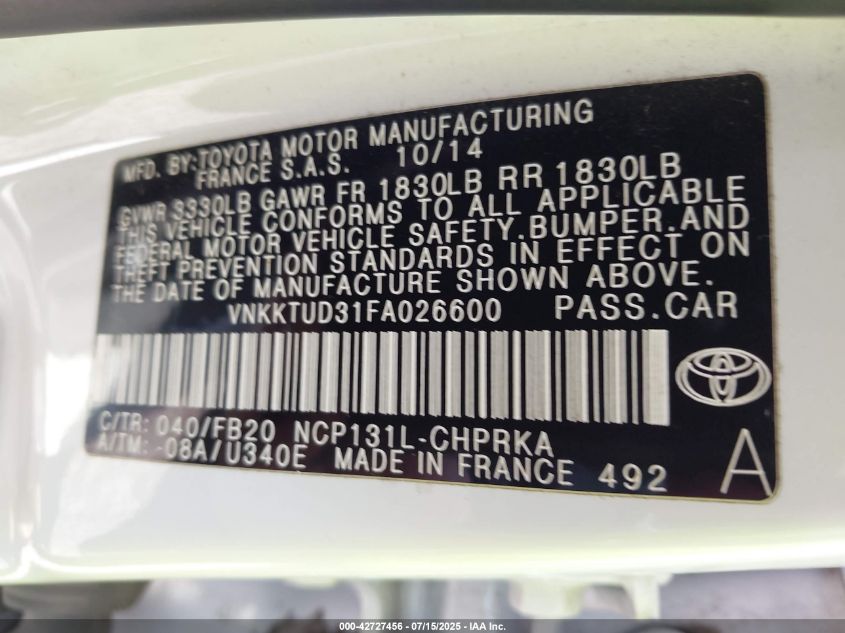 MFD. BY:TOYOTA MOTOR MANUFACTURING
FRANCE S.A.S. 10/14
GVWR 3330LB GAWR FR 1830LB RR 1830LB
THIS VEHICLE CONFORMS TO ALL APPLICABLE
FEDERAL MOTOR VEHICLE SAFETY,BUMPER,AND
THEFT PREVENTION STANDARDS IN EFFECT ON
THE DATE OF MANUFACTURE SHOWN ABOVE.
VNKKTUD31FA026600 PASS.CAR
C/TR: 040/FB20 NCP131L-CHPRKA
A/TM: -08A/U340E MADE IN FRANCE 492 A
000-42727456 - 07/15/2025 - IAA Inc.